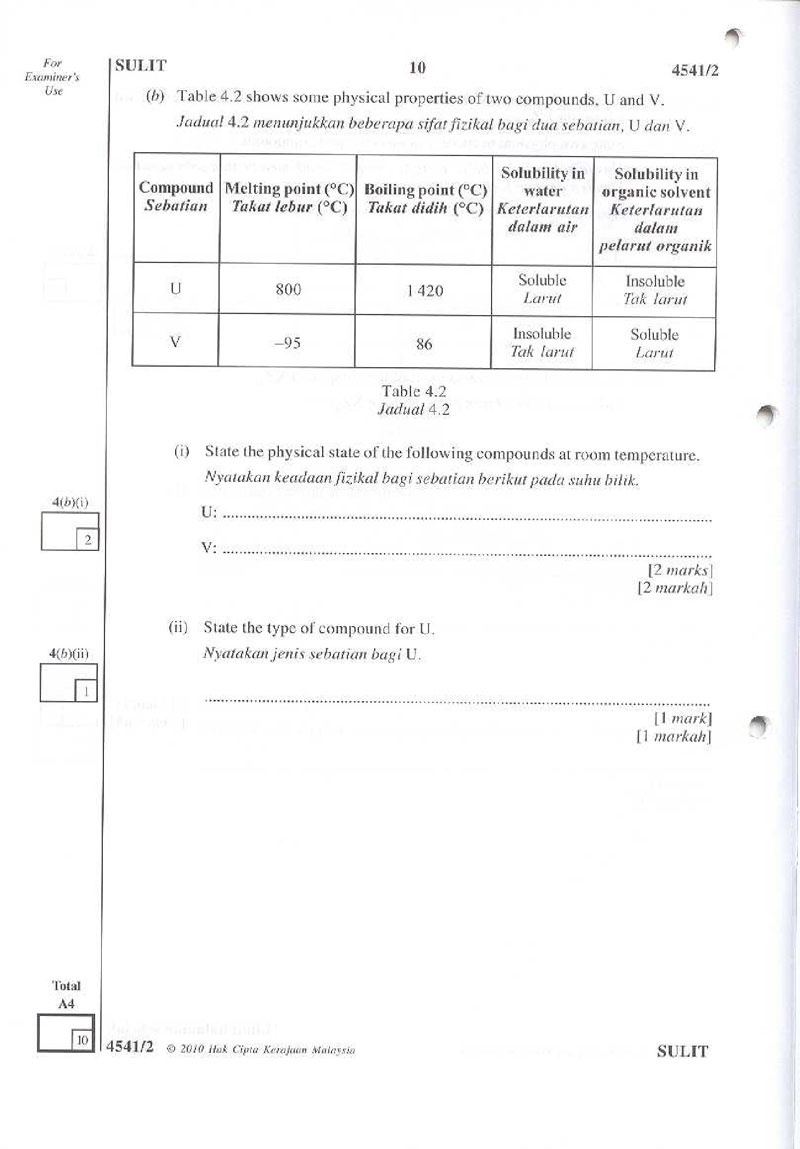 For
Examiner's
Use
SULIT 10 4541/2
(b) Table 4.2 shows some physical properties of two compounds, U and V.
Jadual 4.2 menunjukkan beberapa sifat fizikal bagi dua sebatian, U dan V.
Compound
Sebatian
Melting point (°C)
Takat lebur (°C)
Boiling point (°C)
Takat didih (°C)
Solubility in
water
Keterlarutan
dalam air
Solubility in
organic solvent
Keterlarutan
dalam
pelarut organik
U 800 1 420
Soluble
Larut
Insoluble
Tak larut
V –95 86
Insoluble
Tak larut
Soluble
Larut
Table 4.2
Jadual 4.2
(i) State the physical state of the following compounds at room temperature.
Nyatakan keadaan fizikal bagi sebatian berikut pada suhu bilik.
4(b)(i)
2
U: ........................................................................
V: ........................................................................
[2 marks]
[2 markah]
(ii) State the type of compound for U.
Nyatakan jenis sebatian bagi U.
4(b)(ii)
1
........................................................................
[1 mark]
[1 markah]
Total
A4
10
4541/2 © 2010 Hak Cipta Kerajaan Malaysia SULIT